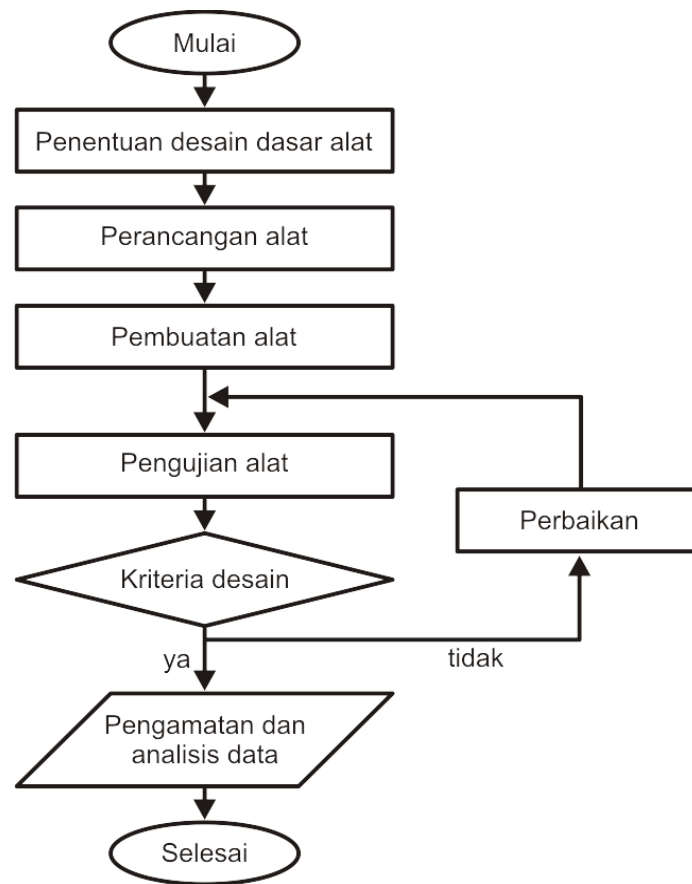 Mulai
Penentuan desain dasar alat
Perancangan alat
Pembuatan alat
Pengujian alat
Perbaikan
Kriteria desain
ya
tidak
Pengamatan dan
analisis data
Selesai